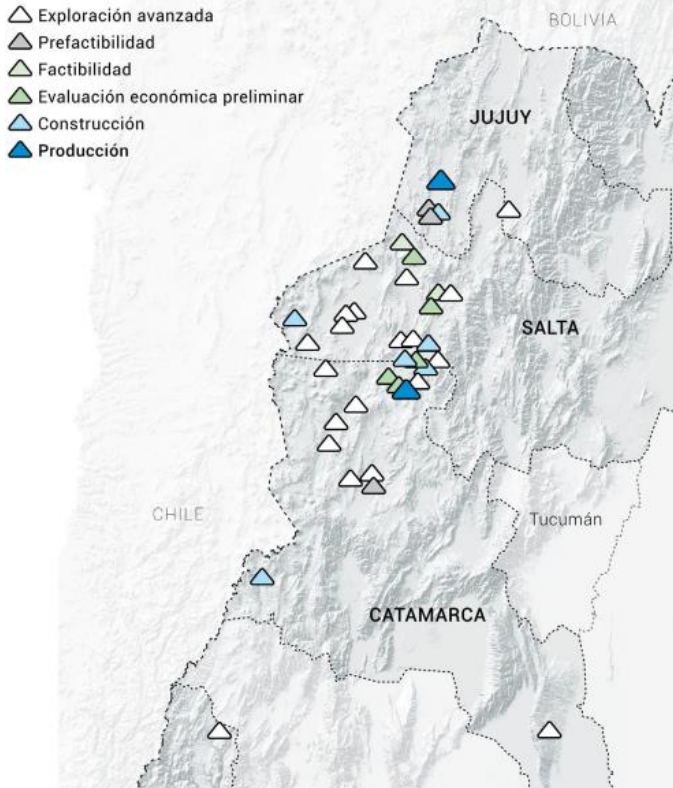 Exploración avanzada
Prefactibilidad
Factibilidad
Evaluación económica preliminar
Construcción
Producción
BOLIVIA
JUJUY
SALTA
CHILE
Tucumán
CATAMARCA